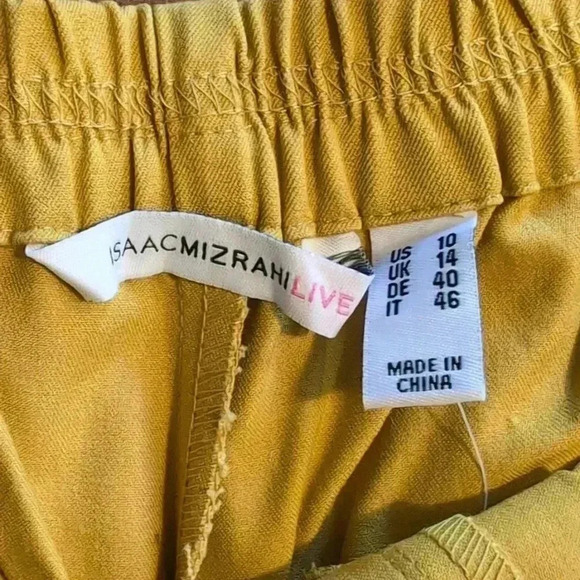 ISAACMIZRAHILIVE
US 10
UK 14
DE 40
IT 46
MADE IN
CHINA